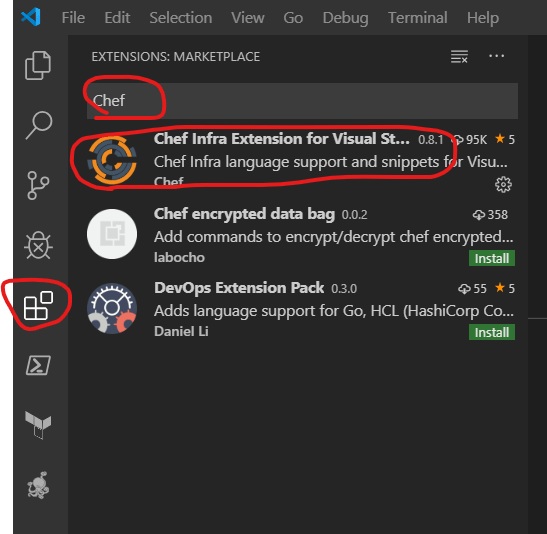 File Edit Selection View Go Debug Terminal Help
EXTENSIONS: MARKETPLACE
Chef
Chef Infra Extension for Visual St... 0.8.1 95K 5
Chef Infra language support and snippets for Visu...
Chef
Chef encrypted data bag 0.0.2 358
Add commands to encrypt/decrypt chef encrypted...
labocho Install
DevOps Extension Pack 0.3.0 55 5
Adds language support for Go, HCL (HashiCorp Co...
Daniel Li Install